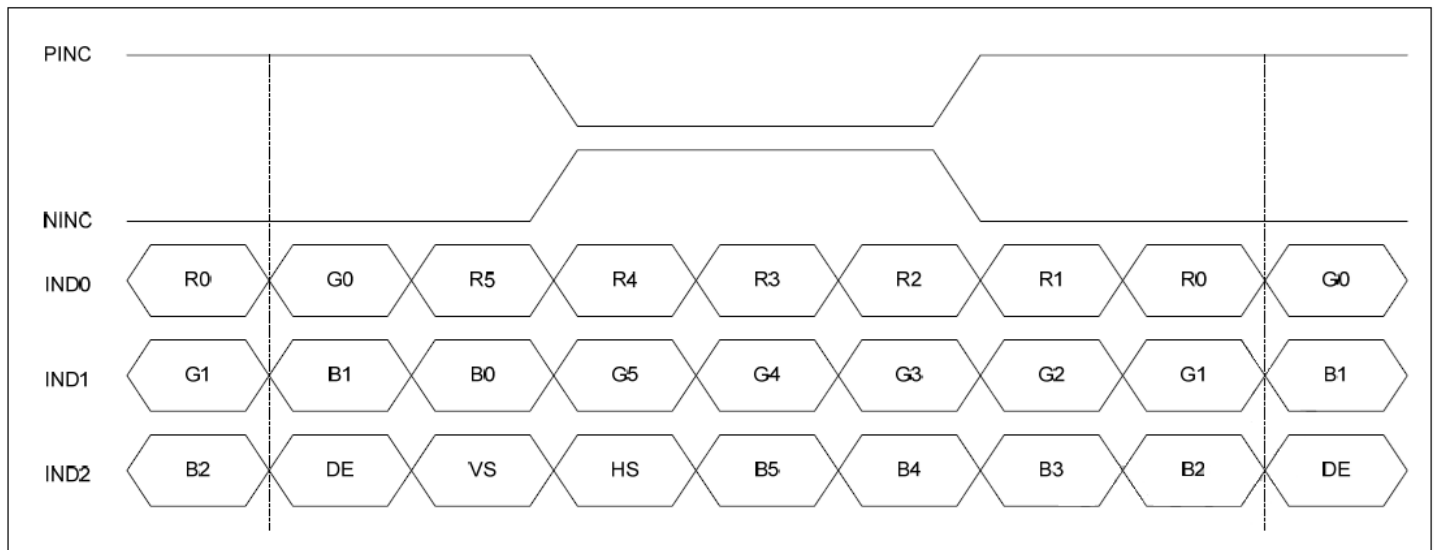 PINC
NINC
IND0 R0 G0 R5 R4 R3 R2 R1 R0 G0
IND1 G1 B1 B0 G5 G4 G3 G2 G1 B1
IND2 B2 DE VS HS B5 B4 B3 B2 DE